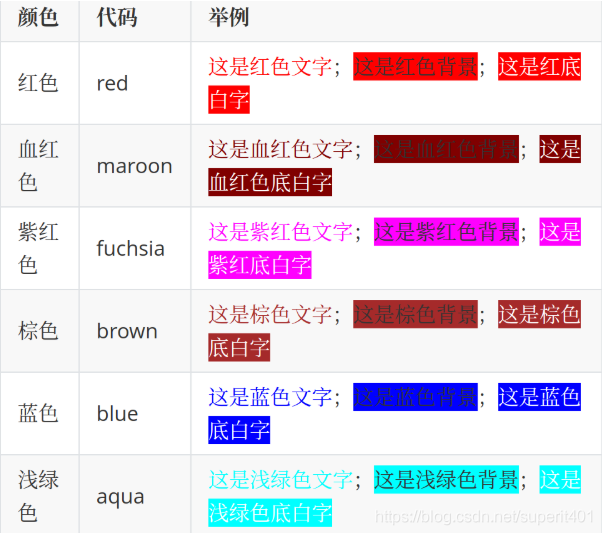 颜色 代码 举例
红色 red 这是红色文字；这是红色背景；这是红底
白字
血红
色 maroon 这是血红色文字；这是血红色背景；这是
血红色底白字
紫红
色 fuchsia 这是紫红色文字；这是紫红色背景；这是
紫红底白字
棕色 brown 这是棕色文字；这是棕色背景；这是棕色
底白字
蓝色 blue 这是蓝色文字；这是蓝色背景；这是蓝色
底白字
浅绿
色 aqua 这是浅绿色文字；这是浅绿色背景；这是
浅绿色底白字
https://blog.csdn.net/superit401